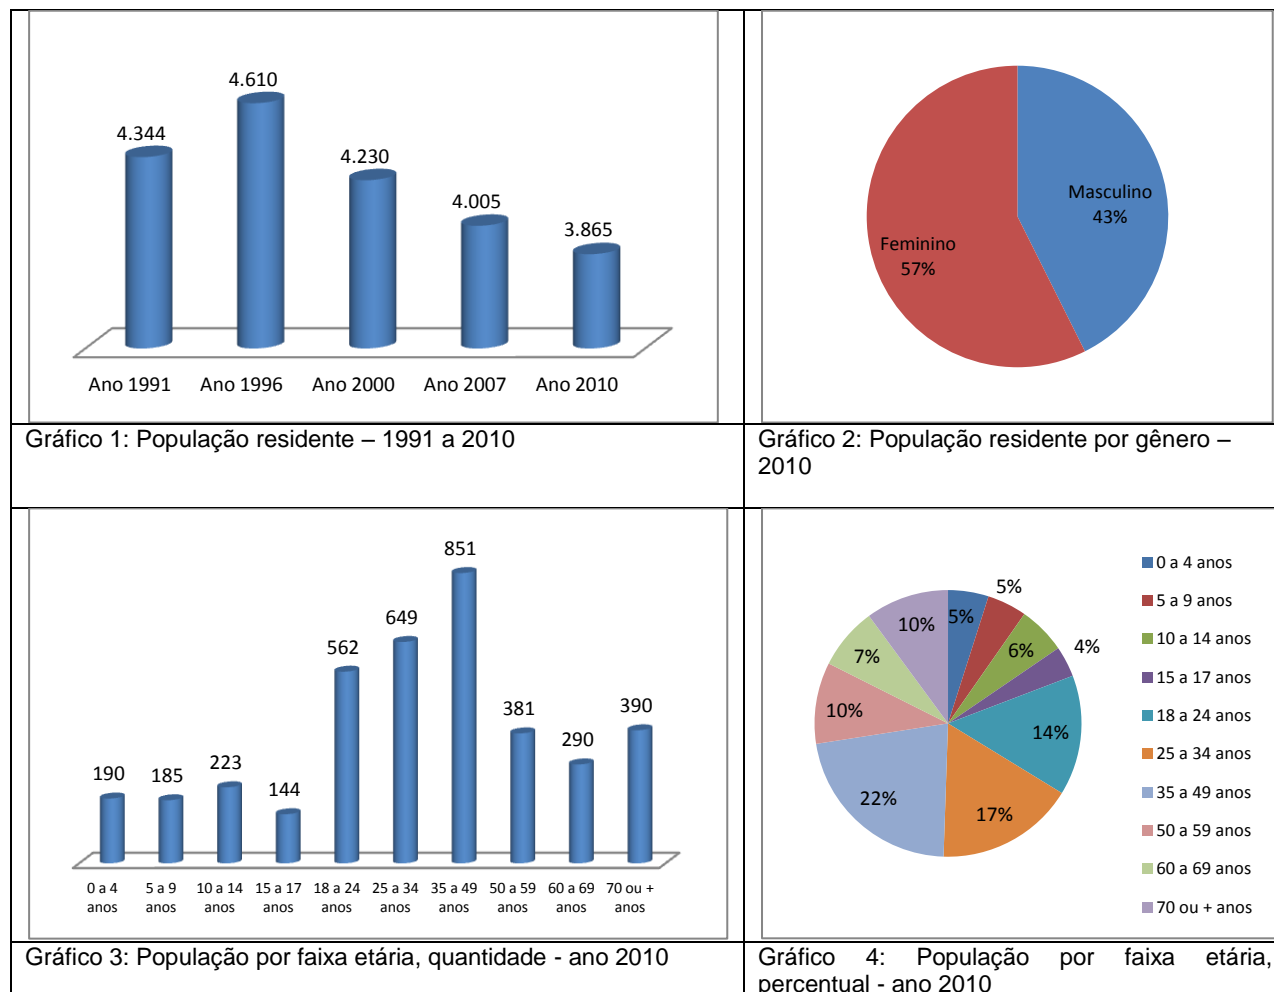 4.344
4.610
4.230
4.005
3.865
Ano 1991
Ano 1996
Ano 2000
Ano 2007
Ano 2010
Gráfico 1: População residente – 1991 a 2010
Masculino
43%
Feminino
57%
Gráfico 2: População residente por gênero –
2010
190
185
223
144
562
649
851
381
290
390
0 a 4
anos
5 a 9
anos
10 a 14
anos
15 a 17
anos
18 a 24
anos
25 a 34
anos
35 a 49
anos
50 a 59
anos
60 a 69
anos
70 ou +
anos
Gráfico 3: População por faixa etária, quantidade - ano 2010
5%
5%
6%
4%
14%
17%
22%
10%
7%
10%
0 a 4 anos
5 a 9 anos
10 a 14 anos
15 a 17 anos
18 a 24 anos
25 a 34 anos
35 a 49 anos
50 a 59 anos
60 a 69 anos
70 ou + anos
Gráfico 4: População por faixa etária,
percentual - ano 2010